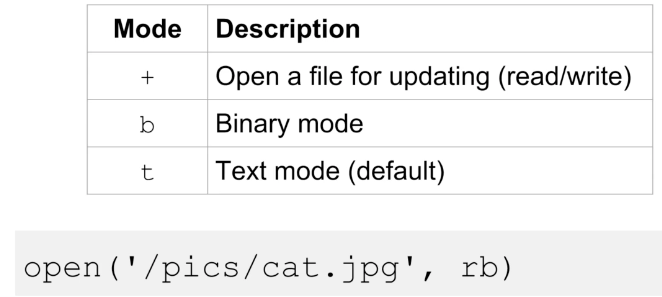 Mode Description
+ Open a file for updating (read/write)
b Binary mode
t Text mode (default)
open('/pics/cat.jpg', rb)